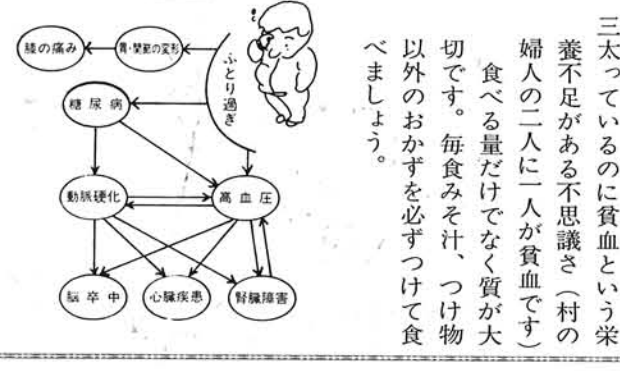 三太っているのに貧血という栄
養不足がある不思議さ（村の
婦人の二人に一人が貧血です）
食べる量だけでなく質が大
切です。毎食みそ汁、つけ物
以外のおかずを必ずつけて食
べましょう。
ふとり過ぎ
膝の痛み
骨・関節の変形
糖尿病
動脈硬化
高血圧
脳卒中
心臓疾患
腎臓障害